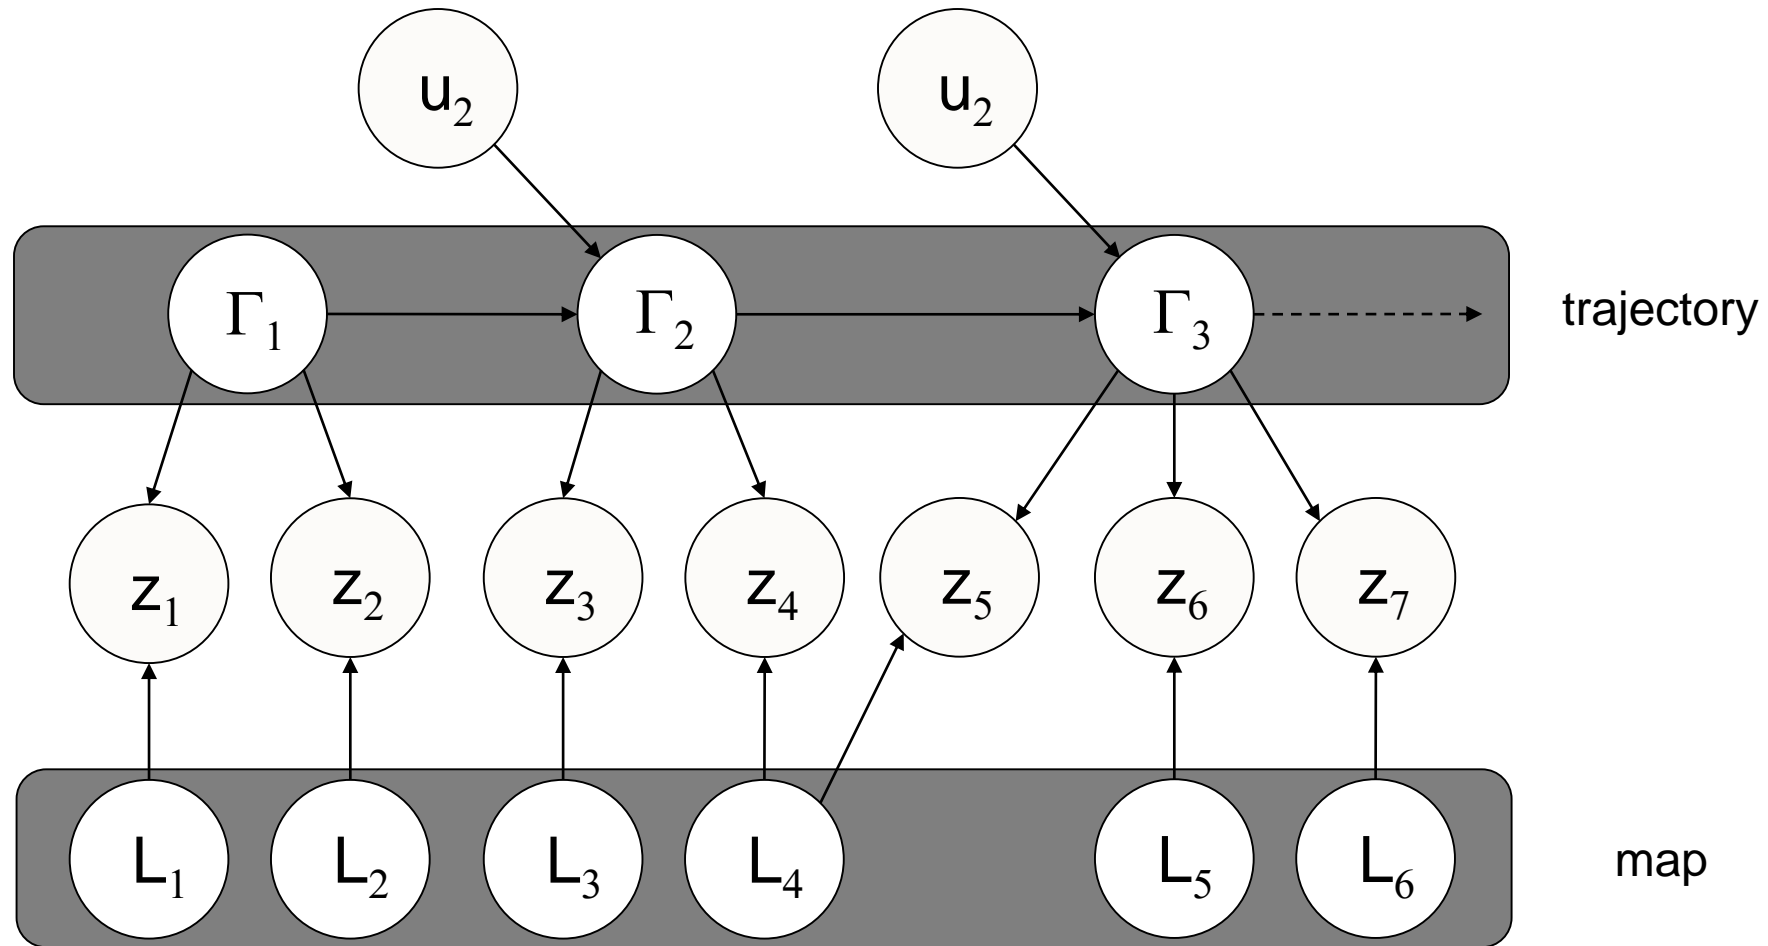 u₂ u₂
Γ₁ Γ₂ Γ₃ trajectory
z₁ z₂ z₃ z₄ z₅ z₆ z₇
L₁ L₂ L₃ L₄ L₅ L₆ map